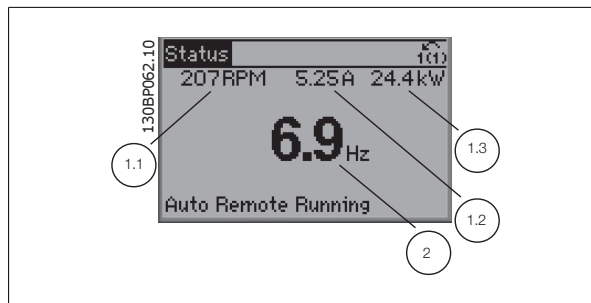 130BP062.10
Status
1(1)
207RPM 5.25A 24.4kW
6.9Hz
Auto Remote Running
1.1
1.3
1.2
2